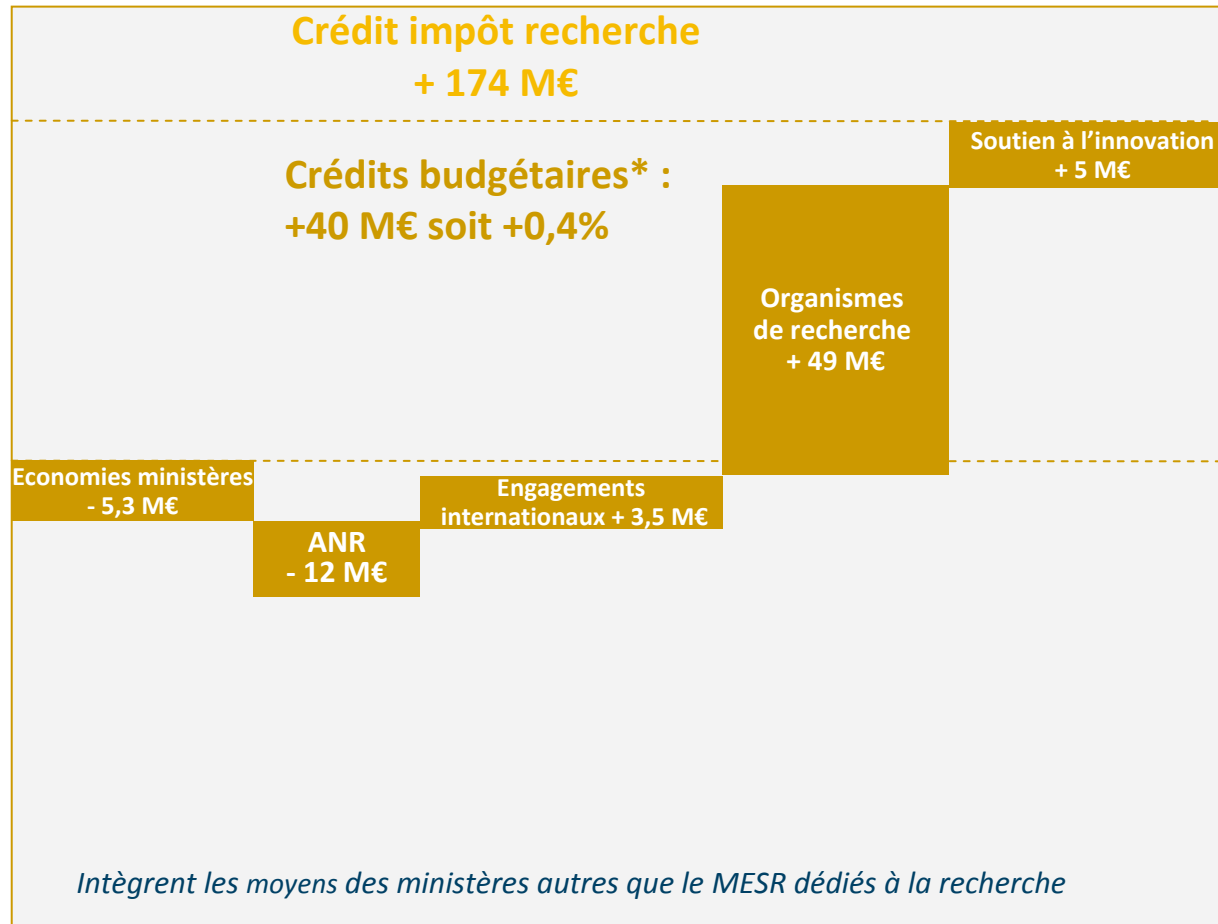 Crédit impôt recherche
+ 174 M€
Crédits budgétaires* :
+40 M€ soit +0,4%
Soutien à l’innovation
+ 5 M€
Organismes
de recherche
+ 49 M€
Economies ministères
- 5,3 M€
ANR
- 12 M€
Engagements
internationaux + 3,5 M€
Intègrent les moyens des ministères autres que le MESR dédiés à la recherche